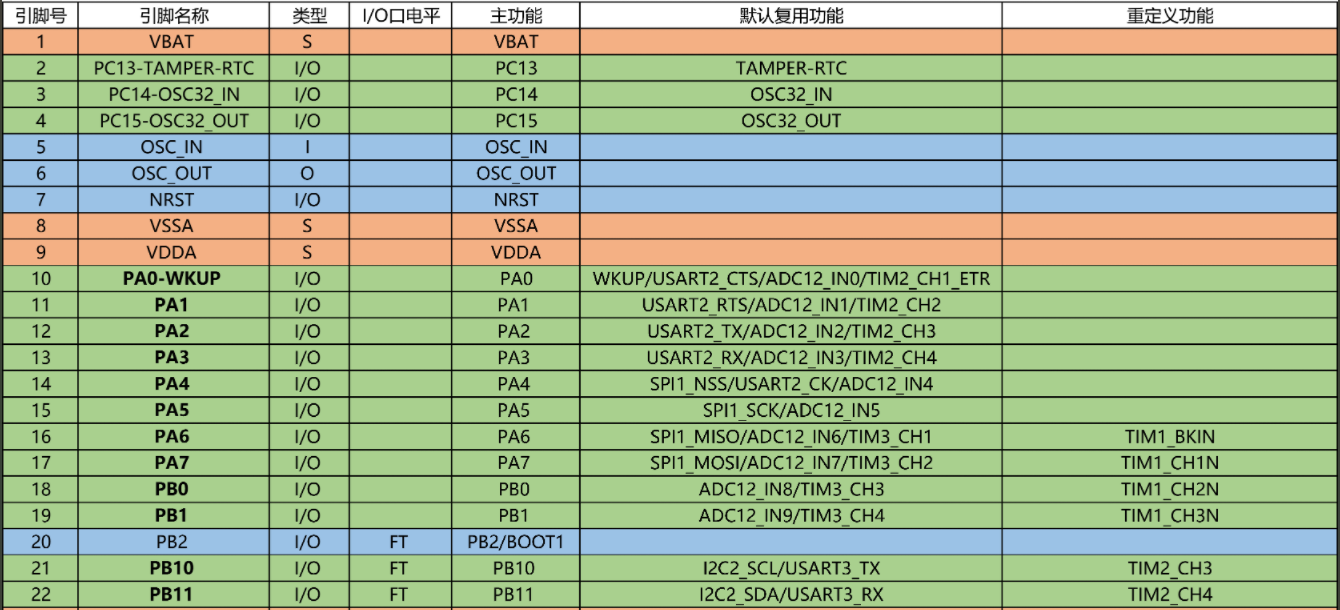 引脚号 引脚名称 类型 I/O口电平 主功能 默认复用功能 重定义功能
1 VBAT S VBAT
2 PC13-TAMPER-RTC I/O PC13 TAMPER-RTC
3 PC14-OSC32_IN I/O PC14 OSC32_IN
4 PC15-OSC32_OUT I/O PC15 OSC32_OUT
5 OSC_IN I OSC_IN
6 OSC_OUT O OSC_OUT
7 NRST I/O NRST
8 VSSA S VSSA
9 VDDA S VDDA
10 PA0-WKUP I/O PA0 WKUP/USART2_CTS/ADC12_IN0/TIM2_CH1_ETR
11 PA1 I/O PA1 USART2_RTS/ADC12_IN1/TIM2_CH2
12 PA2 I/O PA2 USART2_TX/ADC12_IN2/TIM2_CH3
13 PA3 I/O PA3 USART2_RX/ADC12_IN3/TIM2_CH4
14 PA4 I/O PA4 SPI1_NSS/USART2_CK/ADC12_IN4
15 PA5 I/O PA5 SPI1_SCK/ADC12_IN5
16 PA6 I/O PA6 SPI1_MISO/ADC12_IN6/TIM3_CH1 TIM1_BKIN
17 PA7 I/O PA7 SPI1_MOSI/ADC12_IN7/TIM3_CH2 TIM1_CH1N
18 PB0 I/O PB0 ADC12_IN8/TIM3_CH3 TIM1_CH2N
19 PB1 I/O PB1 ADC12_IN9/TIM3_CH4 TIM1_CH3N
20 PB2 I/O FT PB2/BOOT1
21 PB10 I/O FT PB10 I2C2_SCL/USART3_TX TIM2_CH3
22 PB11 I/O FT PB11 I2C2_SDA/USART3_RX TIM2_CH4